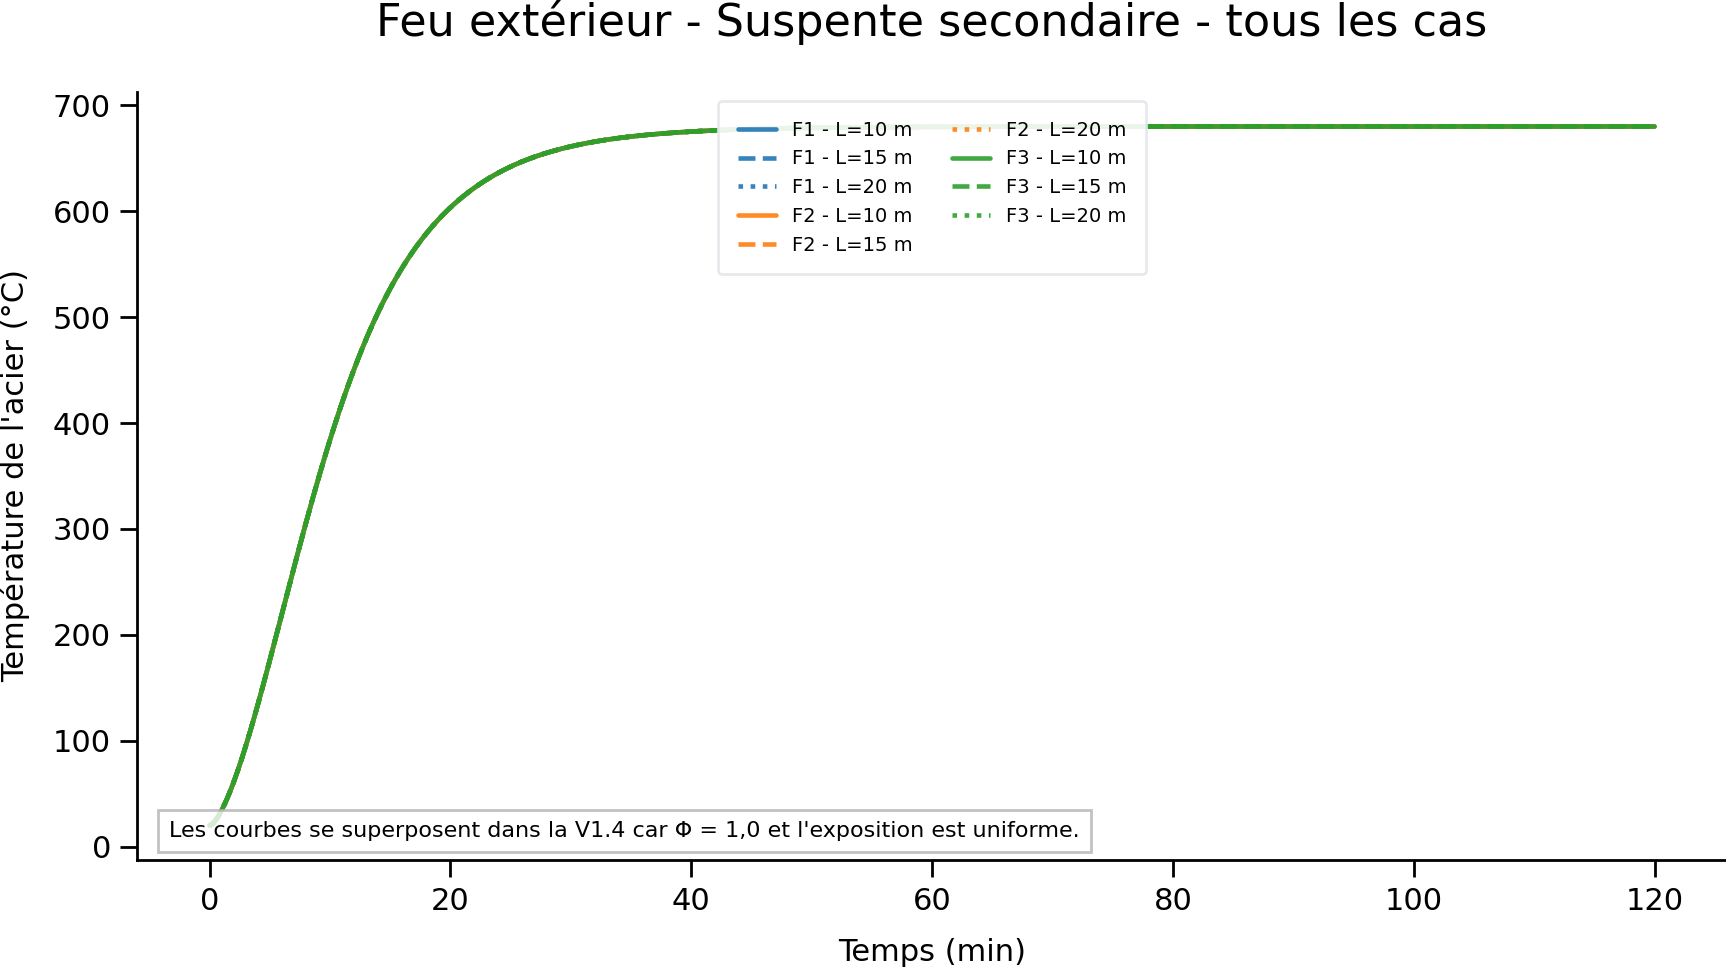 Feu extérieur - Suspente secondaire - tous les cas
Température de l'acier (°C)
700
600
500
400
300
200
100
0
F1 - L=10 m
F1 - L=15 m
F1 - L=20 m
F2 - L=10 m
F2 - L=15 m
F2 - L=20 m
F3 - L=10 m
F3 - L=15 m
F3 - L=20 m
Les courbes se superposent dans la V1.4 car Φ = 1,0 et l'exposition est uniforme.
0 20 40 60 80 100 120
Temps (min)